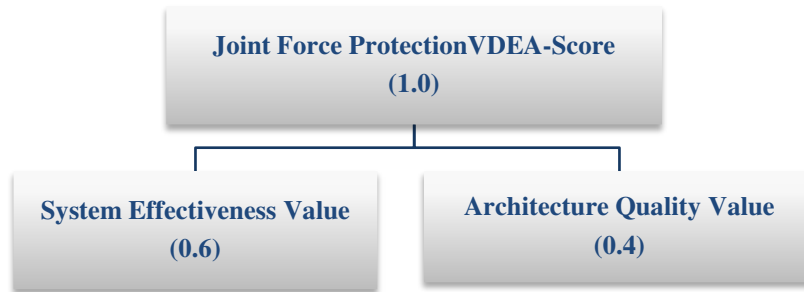 Joint Force ProtectionVDEA-Score
(1.0)
System Effectiveness Value
(0.6)
Architecture Quality Value
(0.4)